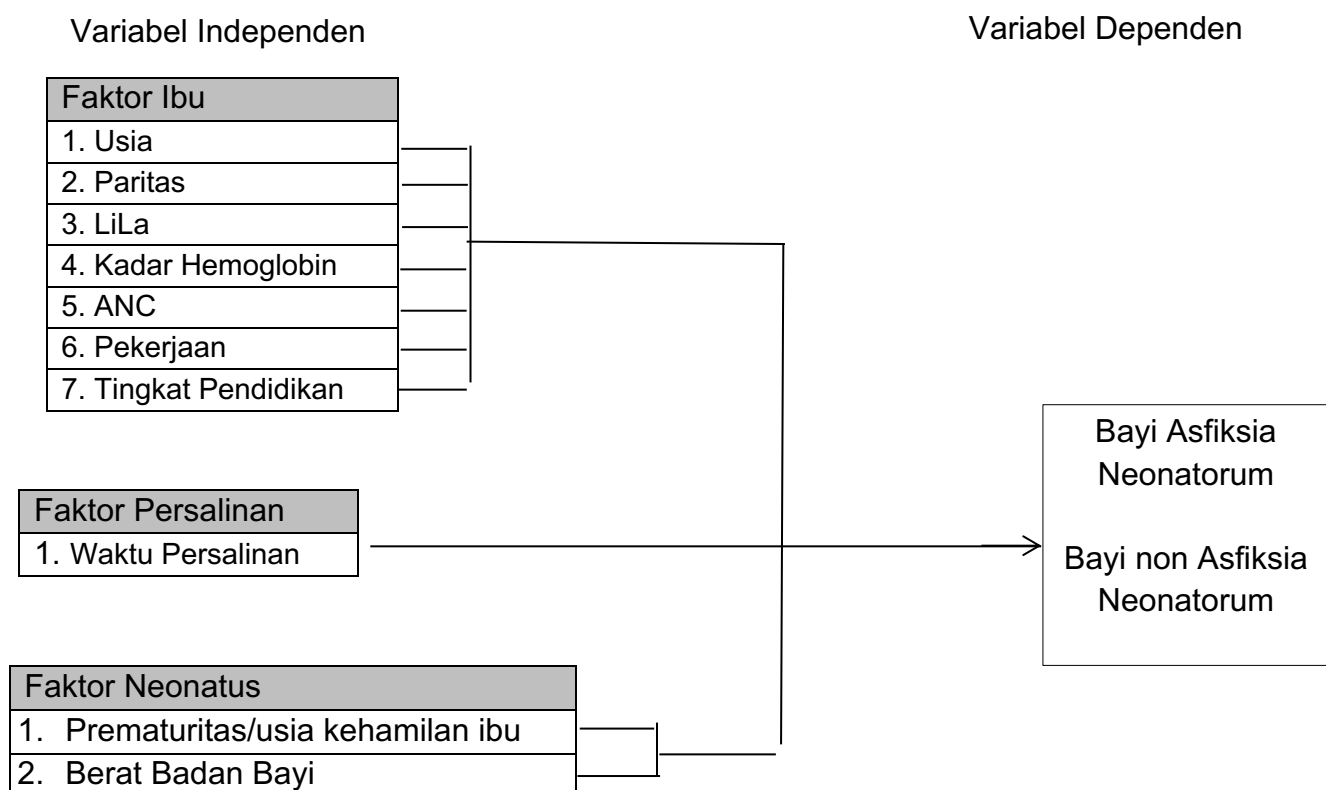 Variabel Independen
Variabel Dependen
Faktor Ibu
1. Usia
2. Paritas
3. LiLa
4. Kadar Hemoglobin
5. ANC
6. Pekerjaan
7. Tingkat Pendidikan
Faktor Persalinan
1. Waktu Persalinan
Faktor Neonatus
1. Prematuritas/usia kehamilan ibu
2. Berat Badan Bayi
Bayi Asfiksia
Neonatorum
Bayi non Asfiksia
Neonatorum